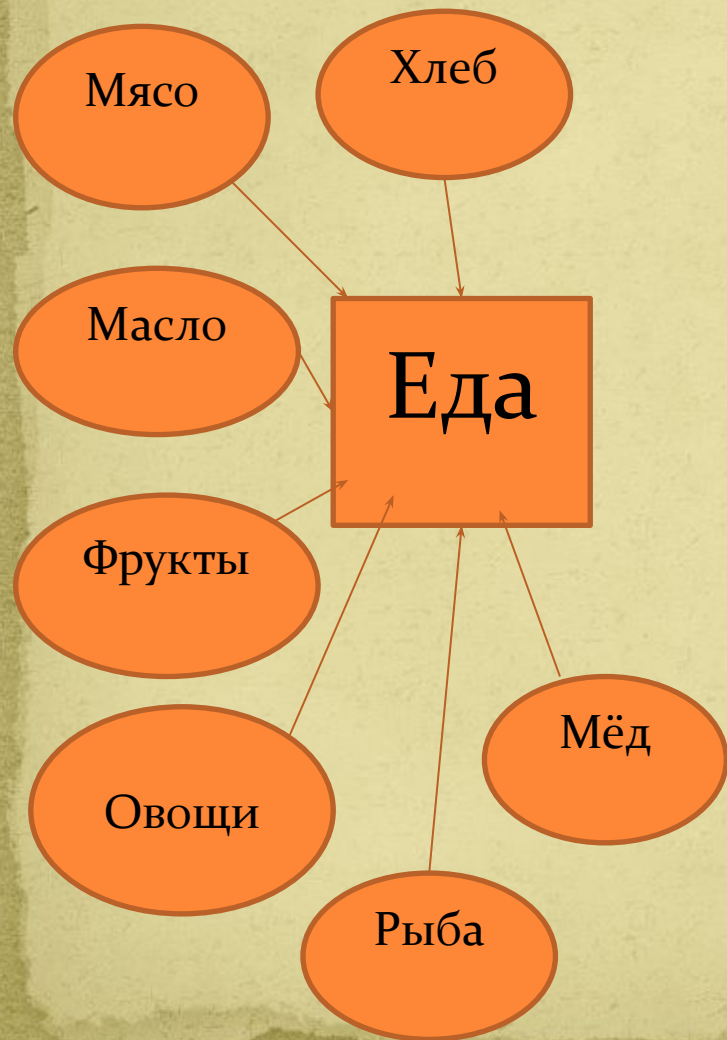 Мясо
Хлеб
Масло
Еда
Фрукты
Овощи
Мёд
Рыба